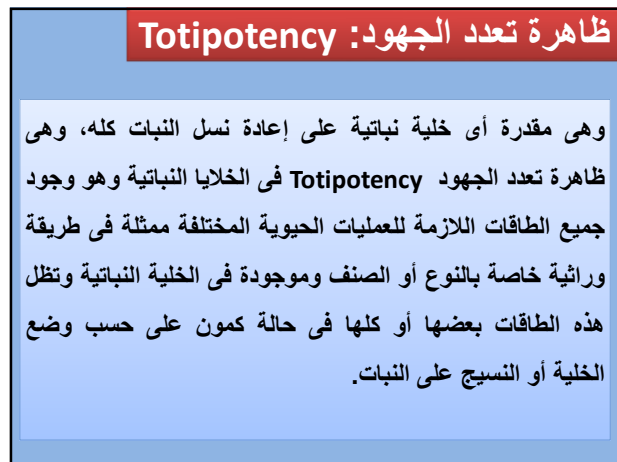 ظاهرة تعدد الجهود: Totipotency
وهى مقدرة أى خلية نباتية على إعادة نسل النبات كله، وهى
ظاهرة تعدد الجهود Totipotency فى الخلايا النباتية وهو وجود
جميع الطاقات اللازمة للعمليات الحيوية المختلفة ممثلة فى طريقة
وراثية خاصة بالنوع أو الصنف وموجودة فى الخلية النباتية وتظل
هذه الطاقات بعضها أو كلها فى حالة كمون على حسب وضع
الخلية أو النسيج على النبات.